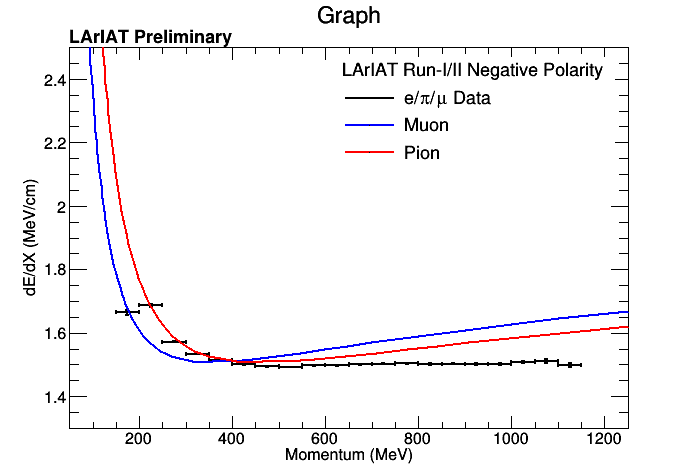 Graph
LArIAT Preliminary
LArIAT Run-I/II Negative Polarity
e/π/μ Data
Muon
Pion
dE/dX (MeV/cm)
2.4
2.2
2
1.8
1.6
1.4
200 400 600 800 1000 1200
Momentum (MeV)